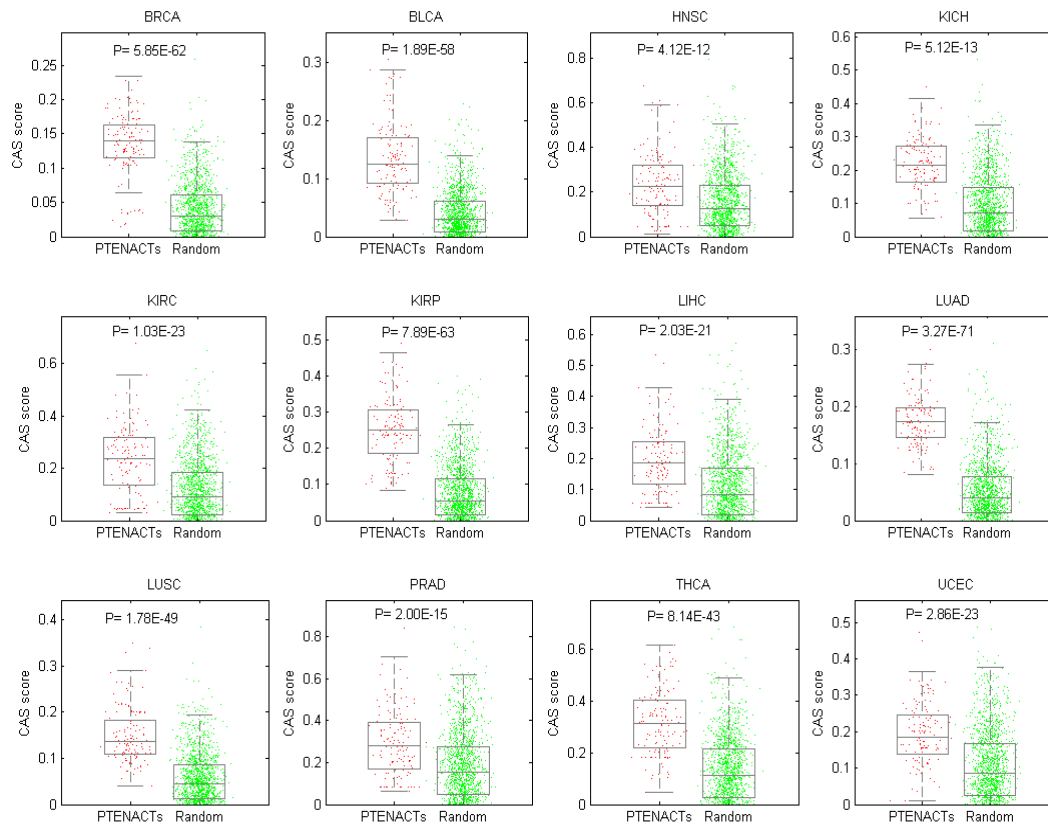 BRCA
BLCA
HNSC
KICH
P= 5.85E-62
P= 1.89E-58
P= 4.12E-12
P= 5.12E-13
CAS score
0.25
0.2
0.15
0.1
0.05
0
PTENACTs Random
CAS score
0.3
0.2
0.1
0
PTENACTs Random
CAS score
0.8
0.6
0.4
0.2
0
PTENACTs Random
CAS score
0.6
0.5
0.4
0.3
0.2
0.1
0
PTENACTs Random
KIRC
KIRP
LIHC
LUAD
P= 1.03E-23
P= 7.89E-63
P= 2.03E-21
P= 3.27E-71
CAS score
0.6
0.4
0.2
0
PTENACTs Random
CAS score
0.5
0.4
0.3
0.2
0.1
0
PTENACTs Random
CAS score
0.6
0.5
0.4
0.3
0.2
0.1
0
PTENACTs Random
CAS score
0.3
0.2
0.1
0
PTENACTs Random
LUSC
PRAD
THCA
UCEC
P= 1.78E-49
P= 2.00E-15
P= 8.14E-43
P= 2.86E-23
CAS score
0.4
0.3
0.2
0.1
0
PTENACTs Random
CAS score
0.8
0.6
0.4
0.2
0
PTENACTs Random
CAS score
0.8
0.6
0.4
0.2
0
PTENACTs Random
CAS score
0.5
0.4
0.3
0.2
0.1
0
PTENACTs Random